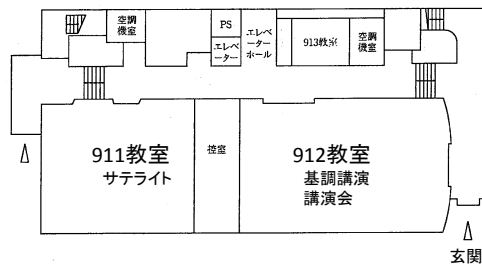 空調
機室
PS
エレベ
ーター
エレベ
ーター
ホール
913教室
空調
機室
911教室
サテライト
控室
912教室
基調講演
講演会
玄関